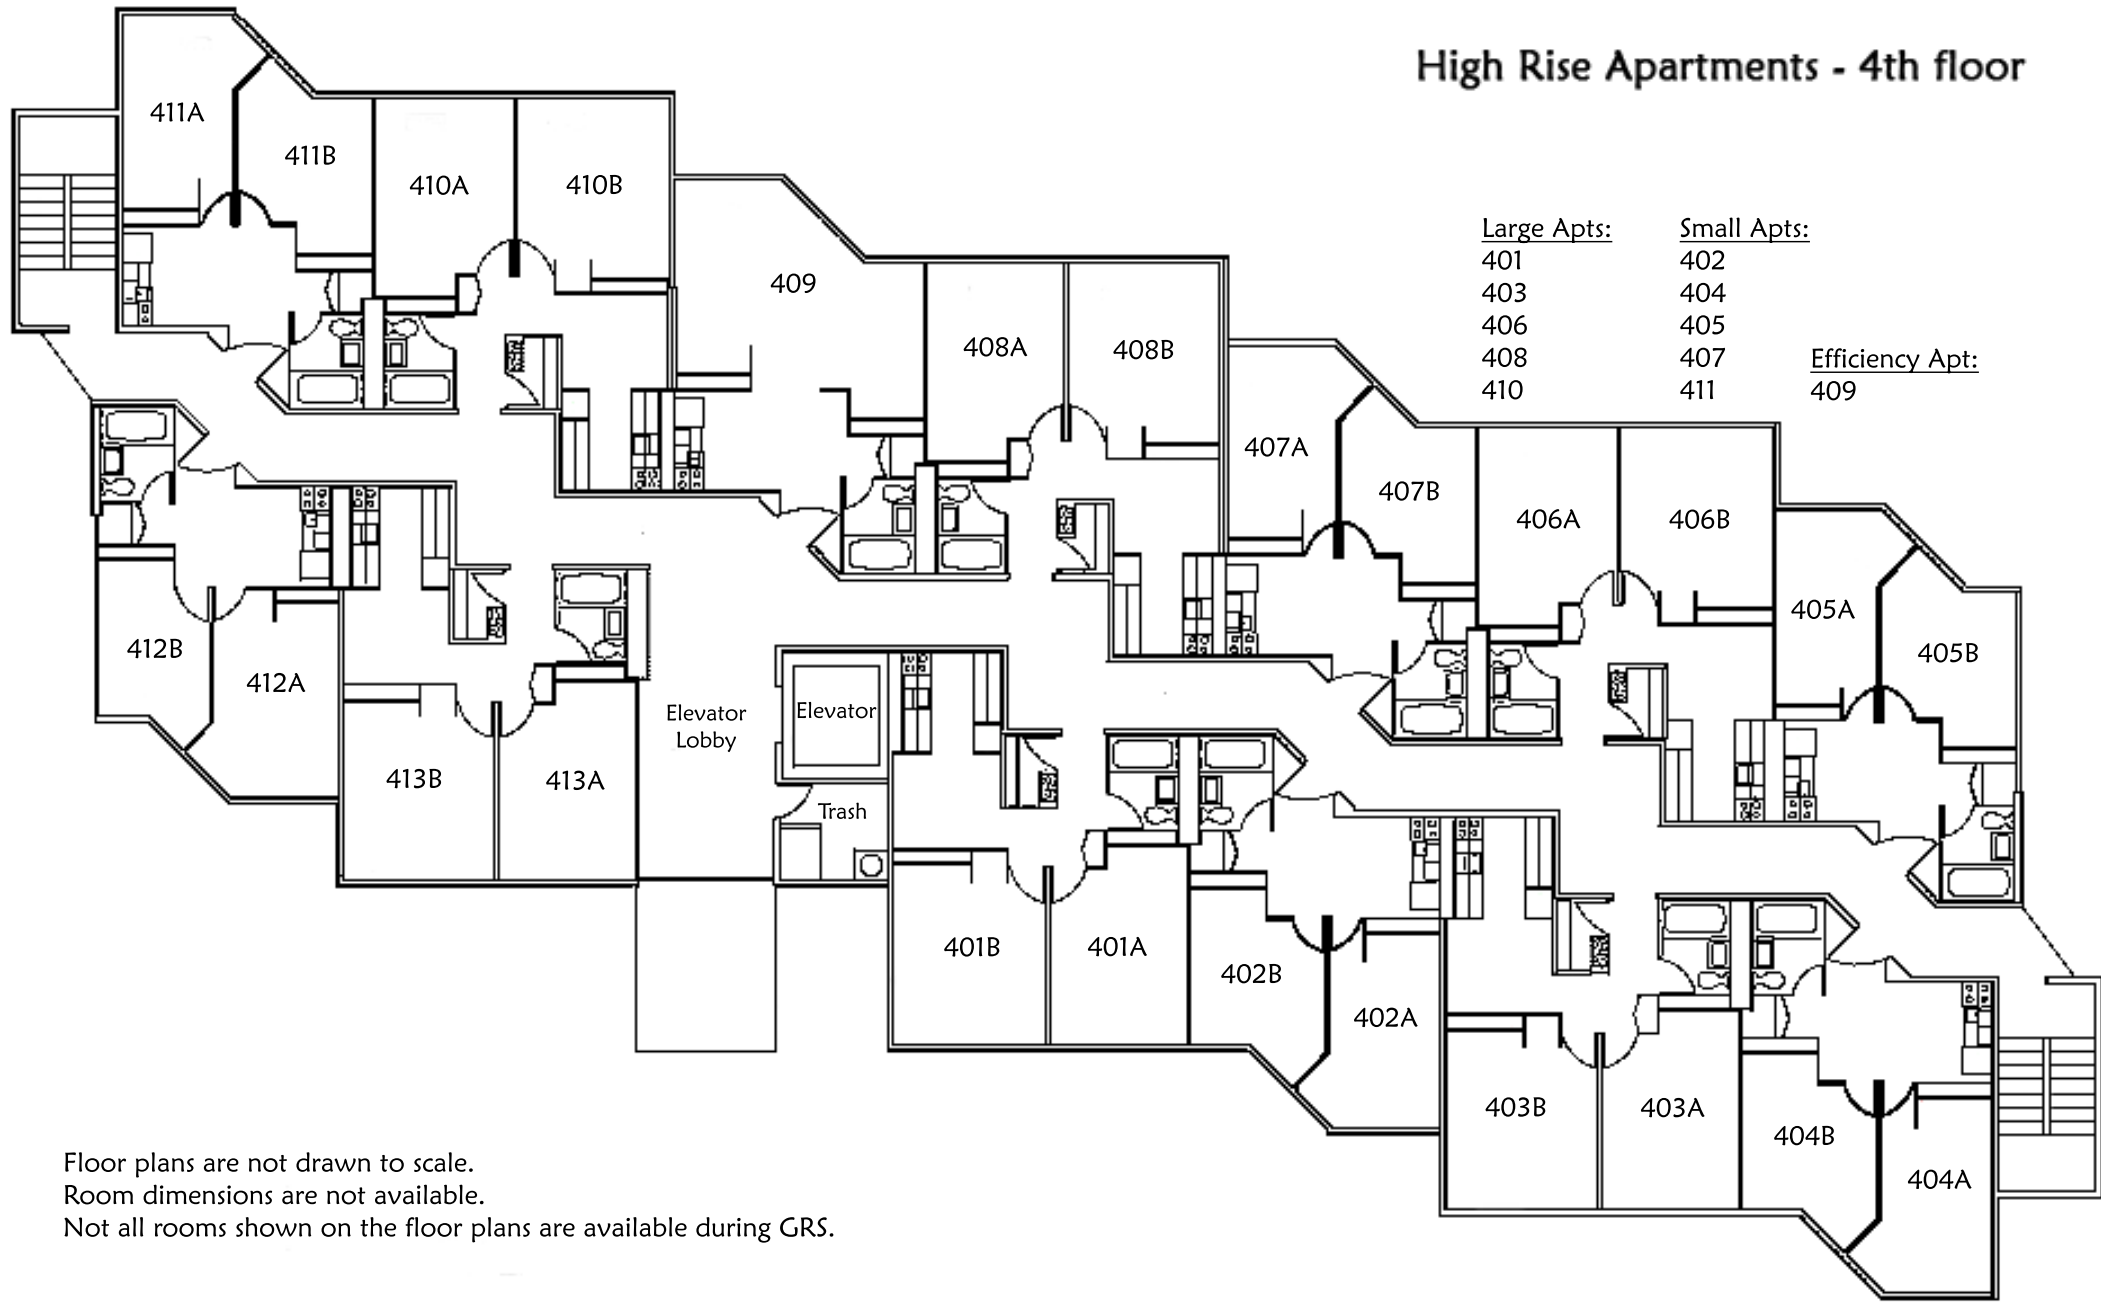 High Rise Apartments - 4th floor
411A
411B
410A
410B
409
408A
408B
Large Apts:
401
403
406
408
410
Small Apts:
402
404
405
407
411
Efficiency Apt:
409
407A
407B
406A
406B
405A
405B
412B
412A
413B
413A
Elevator
Lobby
Elevator
Trash
401B
401A
402B
402A
403B
403A
404B
404A
Floor plans are not drawn to scale.
Room dimensions are not available.
Not all rooms shown on the floor plans are available during GRS.